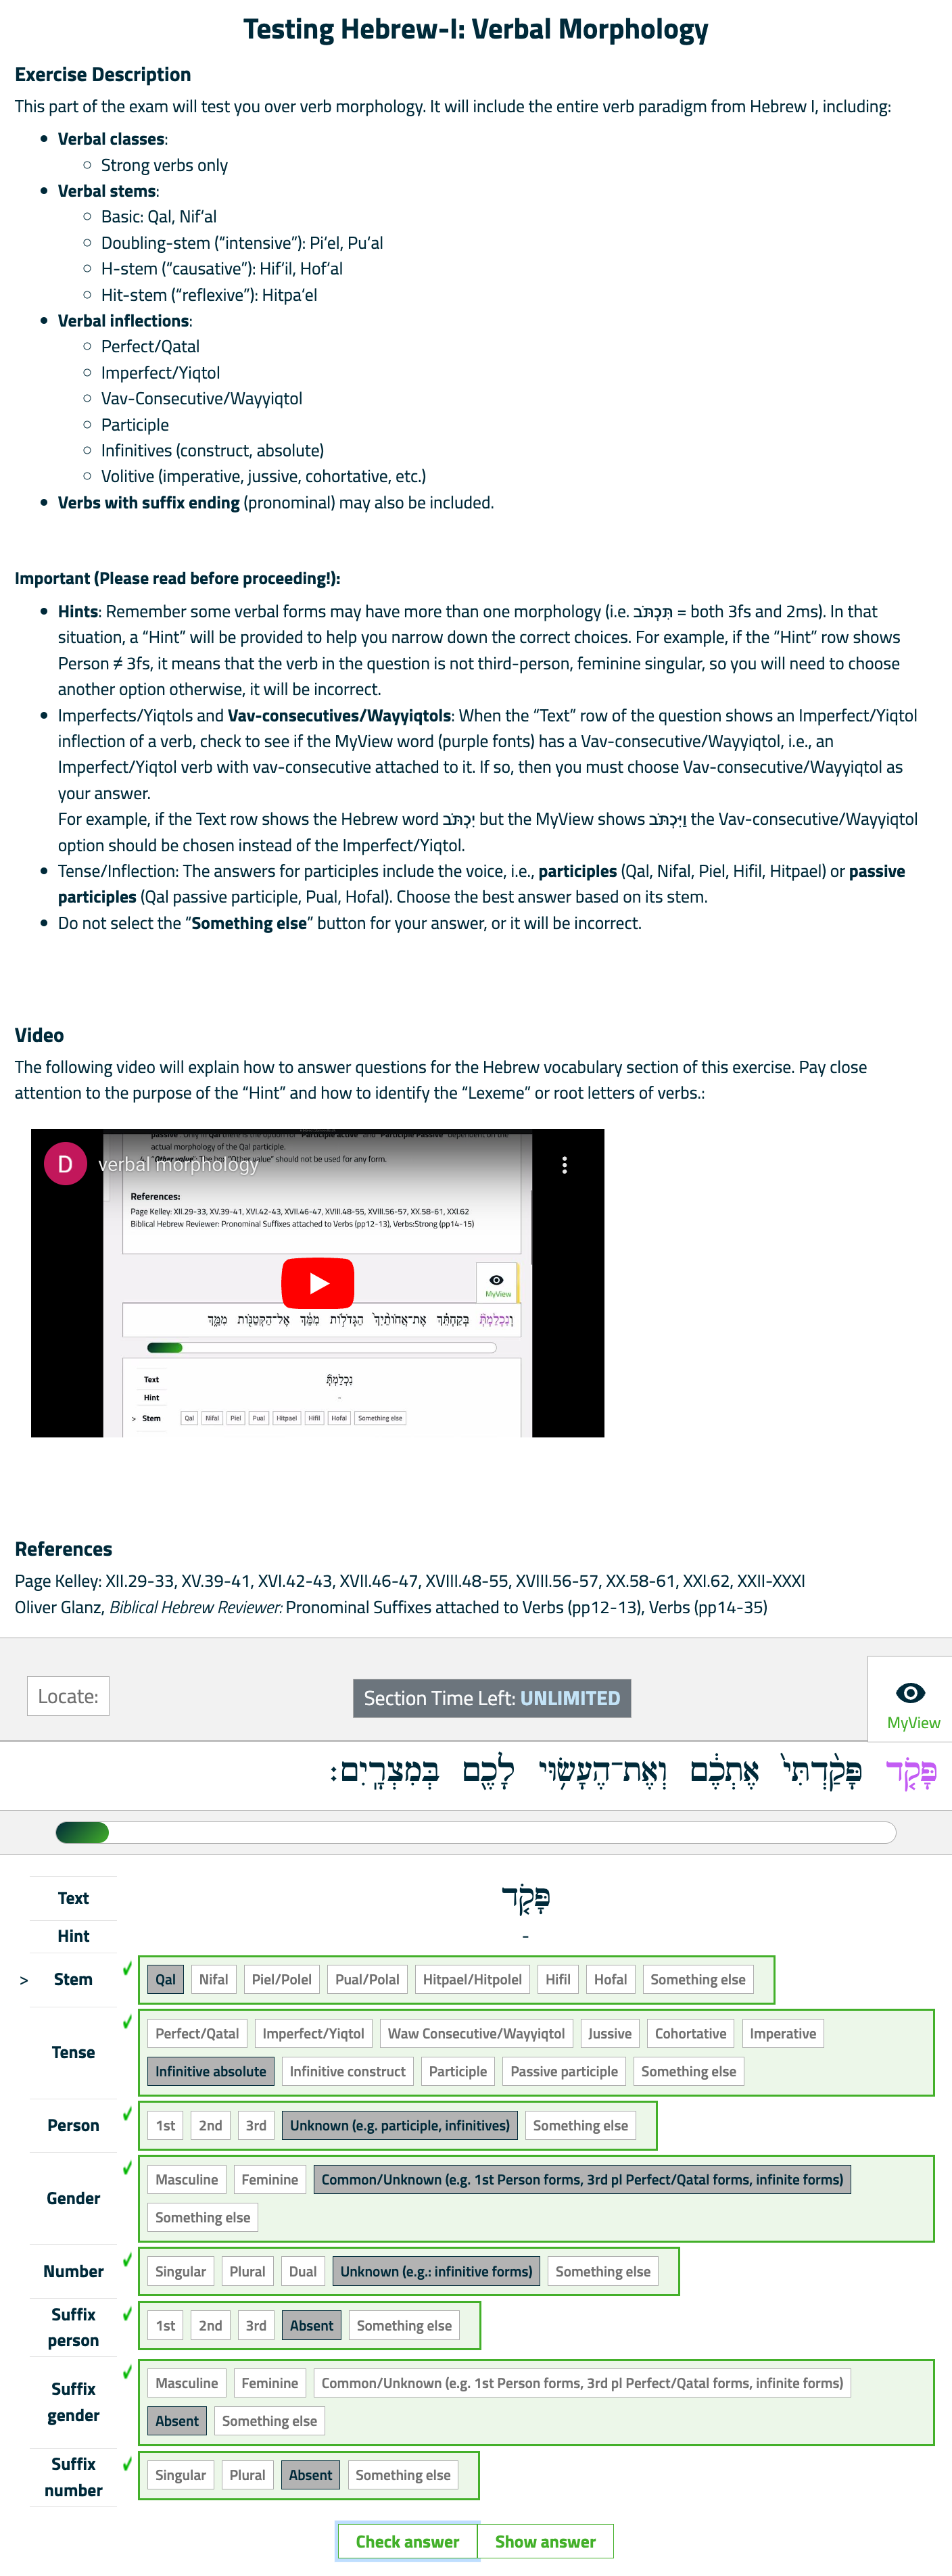 Testing Hebrew-I: Verbal Morphology
Exercise Description
This part of the exam will test you over verb morphology. It will include the entire verb paradigm from Hebrew I, including:
• Verbal classes:
○ Strong verbs only
• Verbal stems:
○ Basic: Qal, Nif’al
○ Doubling-stem (“intensive”): Pi’el, Pu’al
○ H-stem (“causative”): Hif’il, Hof’al
○ Hit-stem (“reflexive”): Hitpa’el
• Verbal inflections:
○ Perfect/Qatal
○ Imperfect/Yiqtol
○ Vav-Consecutive/Wayyiqtol
○ Participle
○ Infinitives (construct, absolute)
○ Volitive (imperative, jussive, cohortative, etc.)
• Verbs with suffix ending (pronominal) may also be included.
Important (Please read before proceeding!):
• Hints: Remember some verbal forms may have more than one morphology (i.e. תִּכְתֹּב = both 3fs and 2ms). In that
situation, a “Hint” will be provided to help you narrow down the correct choices. For example, if the “Hint” row shows
Person ≠ 3fs, it means that the verb in the question is not third-person, feminine singular, so you will need to choose
another option otherwise, it will be incorrect.
• Imperfects/Yiqtols and Vav-consecutives/Wayyiqtols: When the “Text” row of the question shows an Imperfect/Yiqtol
inflection of a verb, check to see if the MyView word (purple fonts) has a Vav-consecutive/Wayyiqtol, i.e., an
Imperfect/Yiqtol verb with vav-consecutive attached to it. If so, then you must choose Vav-consecutive/Wayyiqtol as
your answer.
For example, if the Text row shows the Hebrew word יִכְתֹּב but the MyView shows וַיִּכְתֹּב the Vav-consecutive/Wayyiqtol
option should be chosen instead of the Imperfect/Yiqtol.
• Tense/Inflection: The answers for participles include the voice, i.e., participles (Qal, Nifal, Piel, Hifil, Hitpael) or passive
participles (Qal passive participle, Pual, Hofal). Choose the best answer based on its stem.
• Do not select the “Something else” button for your answer, or it will be incorrect.
Video
The following video will explain how to answer questions for the Hebrew vocabulary section of this exercise. Pay close
attention to the purpose of the “Hint” and how to identify the “Lexeme” or root letters of verbs.:
actual morphology of the Qal participle.
D verbal morphology
References:
Page Kelley: XII.29-33, XV.39-41, XVI.42-43, XVII.46-47, XVIII.48-55, XVIII.56-57, XX.58-61, XXI.62
Biblical Hebrew Reviewer: Pronominal Suffixes attached to Verbs (pp12-13), Verbs:Strong (pp14-15)
MyView
Text
Hint -
> Stem Qal Nifal Piel Pual Hitpael Hifil Hofal Something else
References
Page Kelley: XII.29-33, XV.39-41, XVI.42-43, XVII.46-47, XVIII.48-55, XVIII.56-57, XX.58-61, XXI.62, XXII-XXXI
Oliver Glanz, Biblical Hebrew Reviewer: Pronominal Suffixes attached to Verbs (pp12-13), Verbs (pp14-35)
Locate: Section Time Left: UNLIMITED
MyView
פָּקֹ֤ד פָּקַ֙דְתִּי֙ אֶתְכֶ֔ם וְאֶת־הֶעָשׂ֥וּי לָכֶ֖ם בְּמִצְרָֽיִם׃
Text פָּקֹ֤ד
Hint -
> Stem Qal Nifal Piel/Polel Pual/Polal Hitpael/Hitpolel Hifil Hofal Something else
Tense Perfect/Qatal Imperfect/Yiqtol Waw Consecutive/Wayyiqtol Jussive Cohortative Imperative
Infinitive absolute Infinitive construct Participle Passive participle Something else
Person 1st 2nd 3rd Unknown (e.g. participle, infinitives) Something else
Gender Masculine Feminine Common/Unknown (e.g. 1st Person forms, 3rd pl Perfect/Qatal forms, infinite forms)
Something else
Number Singular Plural Dual Unknown (e.g.: infinitive forms) Something else
Suffix person 1st 2nd 3rd Absent Something else
Suffix gender Masculine Feminine Common/Unknown (e.g. 1st Person forms, 3rd pl Perfect/Qatal forms, infinite forms)
Absent Something else
Suffix number Singular Plural Absent Something else
Check answer Show answer